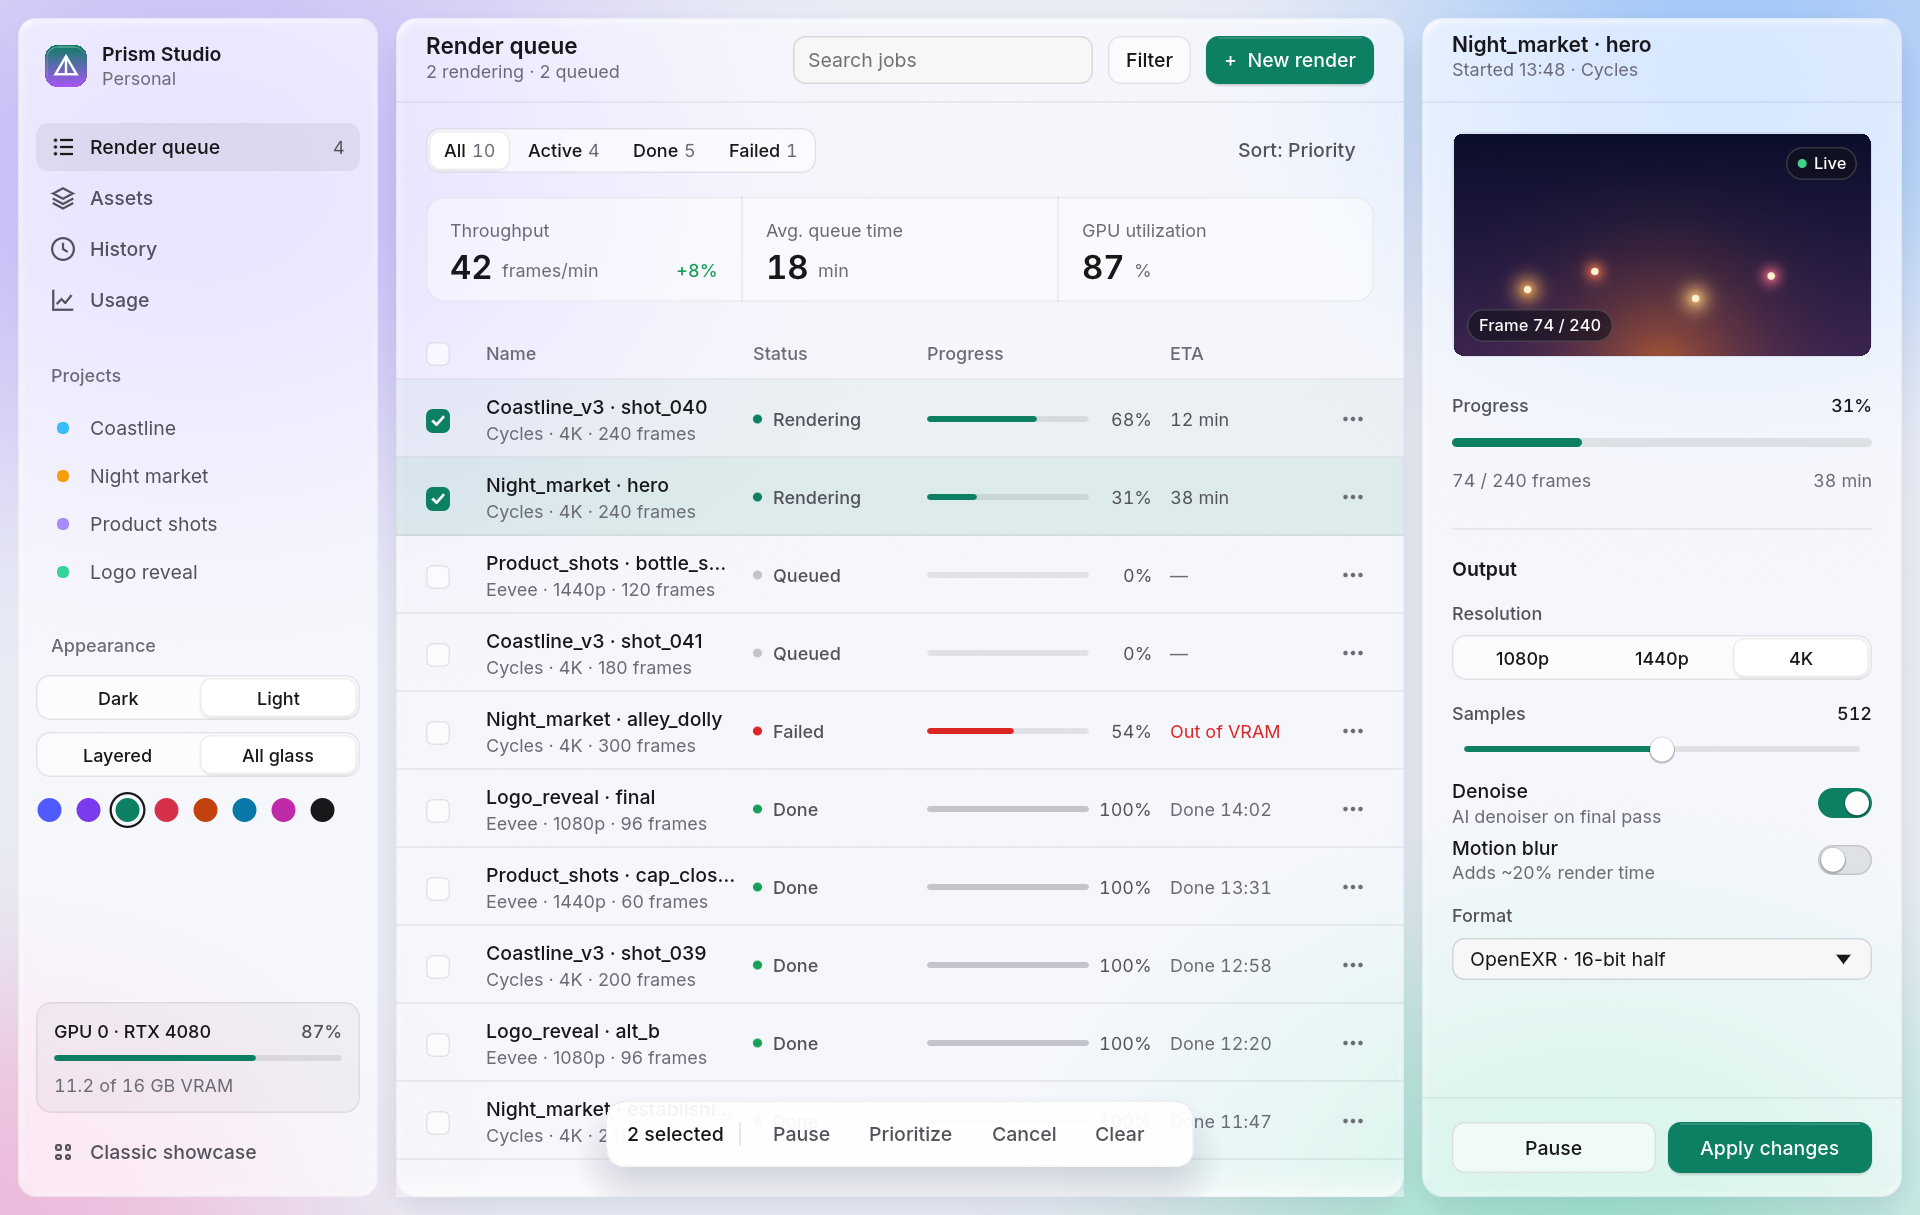 Prism Studio
Personal
Render queue 4
Assets
History
Usage
Projects
Coastline
Night market
Product shots
Logo reveal
Appearance
Dark Light
Layered All glass
GPU 0 · RTX 4080 87%
11.2 of 16 GB VRAM
Classic showcase
Render queue
2 rendering · 2 queued
Search jobs
Filter
+ New render
All 10 Active 4 Done 5 Failed 1
Sort: Priority
Throughput
42 frames/min +8%
Avg. queue time
18 min
GPU utilization
87 %
Name Status Progress ETA
Coastline_v3 · shot_040
Cycles · 4K · 240 frames
Rendering 68% 12 min
Night_market · hero
Cycles · 4K · 240 frames
Rendering 31% 38 min
Product_shots · bottle_s...
Eevee · 1440p · 120 frames
Queued 0% —
Coastline_v3 · shot_041
Cycles · 4K · 180 frames
Queued 0% —
Night_market · alley_dolly
Cycles · 4K · 300 frames
Failed 54% Out of VRAM
Logo_reveal · final
Eevee · 1080p · 96 frames
Done 100% Done 14:02
Product_shots · cap_clos...
Eevee · 1440p · 60 frames
Done 100% Done 13:31
Coastline_v3 · shot_039
Cycles · 4K · 200 frames
Done 100% Done 12:58
Logo_reveal · alt_b
Eevee · 1080p · 96 frames
Done 100% Done 12:20
Night_market · establishi...
Cycles · 4K
Done 100% Done 11:47
2 selected Pause Prioritize Cancel Clear
Night_market · hero
Started 13:48 · Cycles
Live
Frame 74 / 240
Progress 31%
74 / 240 frames 38 min
Output
Resolution
1080p 1440p 4K
Samples 512
Denoise
AI denoiser on final pass
Motion blur
Adds ~20% render time
Format
OpenEXR · 16-bit half
Pause Apply changes